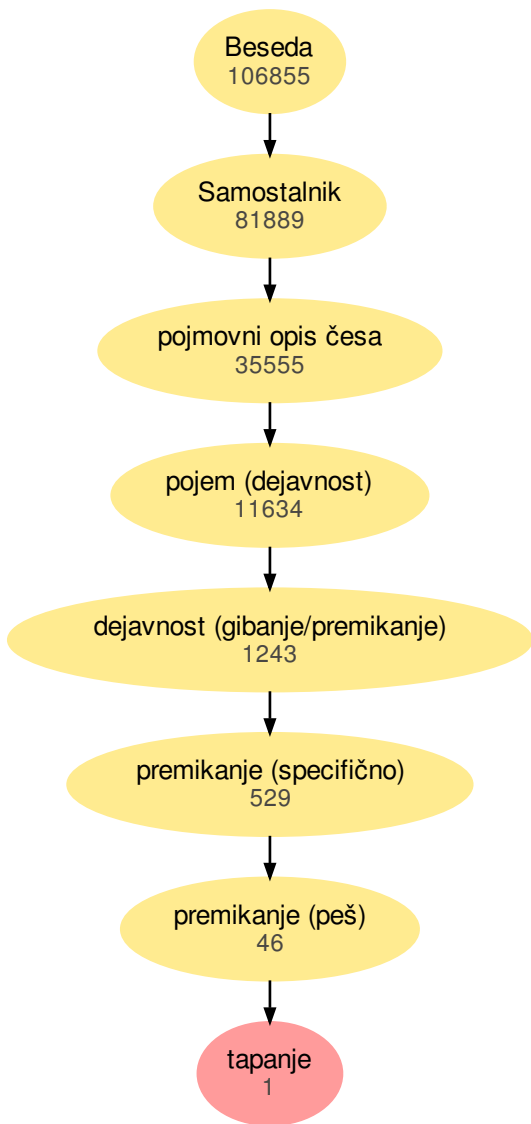 Beseda
106855
Samostalnik
81889
pojmovni opis česa
35555
pojem (dejavnost)
11634
dejavnost (gibanje/premikanje)
1243
premikanje (specifično)
529
premikanje (peš)
46
tapanje
1